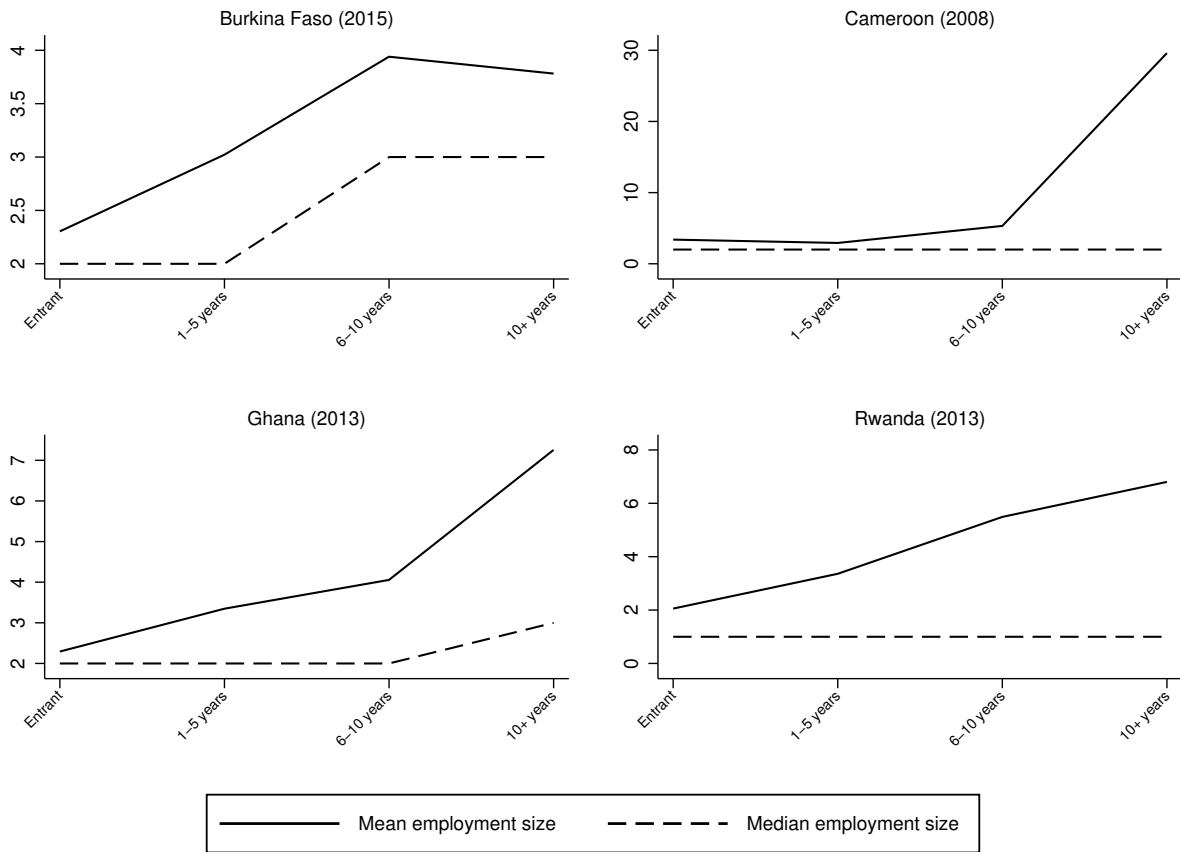 Burkina Faso (2015)
4
3.5
3
2.5
2
Entrant
1–5 years
6–10 years
10+ years
Cameroon (2008)
30
20
10
0
Entrant
1–5 years
6–10 years
10+ years
Ghana (2013)
7
6
5
4
3
2
Entrant
1–5 years
6–10 years
10+ years
Rwanda (2013)
8
6
4
2
0
Entrant
1–5 years
6–10 years
10+ years
Mean employment size
Median employment size